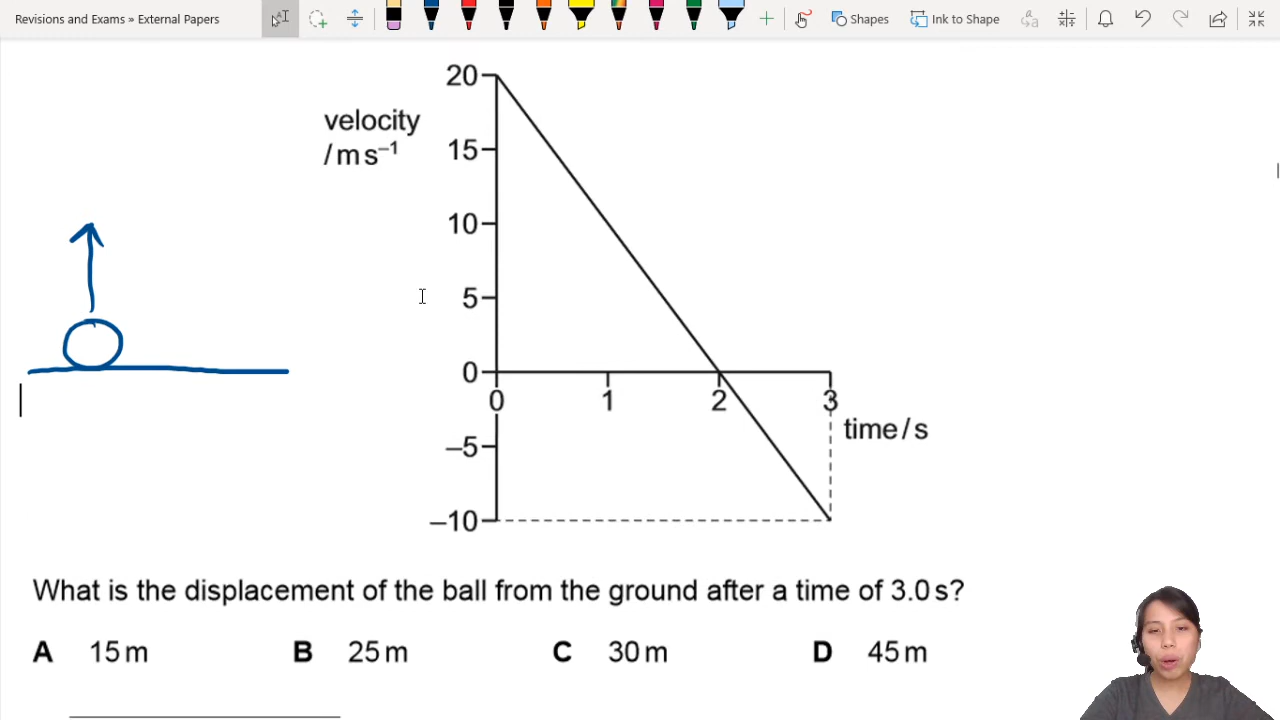 Revisions and Exams » External Papers
Shapes
Ink to Shape
20
velocity
/ m s⁻¹
15
10
5
0
0 1 2 3
time / s
–5
–10
What is the displacement of the ball from the ground after a time of 3.0 s?
A 15 m B 25 m C 30 m D 45 m